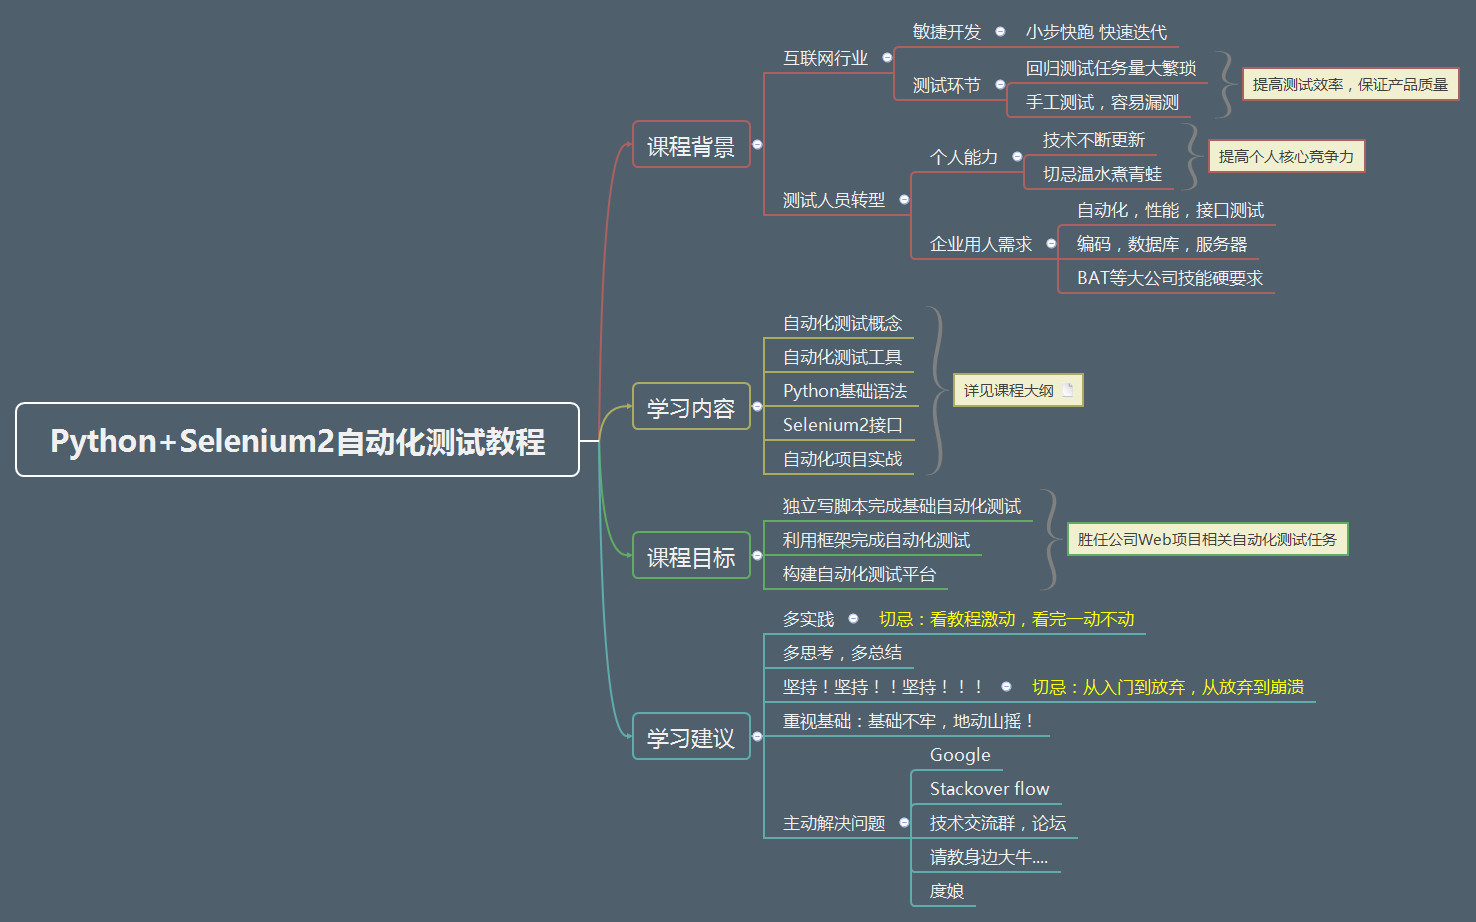 Python+Selenium2自动化测试教程
课程背景
互联网行业
敏捷开发
小步快跑 快速迭代
测试环节
回归测试任务量大繁琐
手工测试，容易漏测
提高测试效率，保证产品质量
测试人员转型
个人能力
技术不断更新
切忌温水煮青蛙
提高个人核心竞争力
企业用人需求
自动化，性能，接口测试
编码，数据库，服务器
BAT等大公司技能硬要求
学习内容
自动化测试概念
自动化测试工具
Python基础语法
Selenium2接口
自动化项目实战
详见课程大纲
课程目标
独立写脚本完成基础自动化测试
利用框架完成自动化测试
构建自动化测试平台
胜任公司Web项目相关自动化测试任务
学习建议
多实践
切忌：看教程激动，看完一动不动
多思考，多总结
坚持！坚持！！坚持！！！
切忌：从入门到放弃，从放弃到崩溃
重视基础：基础不牢，地动山摇！
主动解决问题
Google
Stackover flow
技术交流群，论坛
请教身边大牛....
度娘